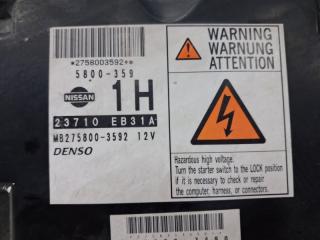 *2758003592*
5800-359
NISSAN
1H
23710 EB31A
MB275800-3592 12V
DENSO
WARNING
WARNUNG
ATTENTION
Hazardous high voltage.
Turn the starter switch to the LOCK position
if it is necessary to check or repair
the computer, harness, or connectors.